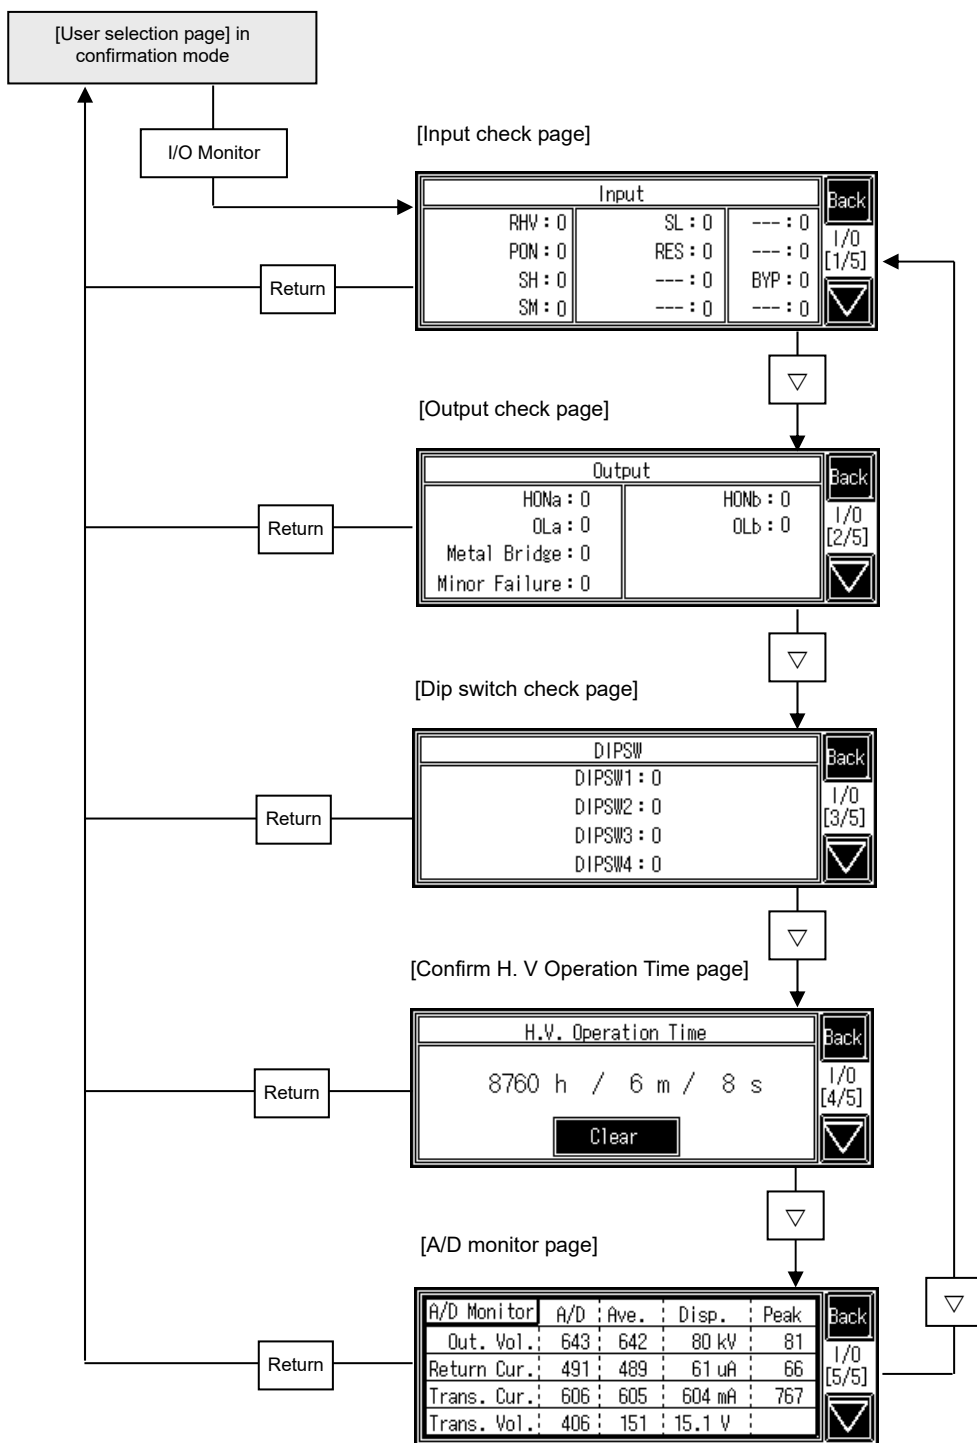 [User selection page] in
confirmation mode
I/O Monitor
[Input check page]
Input
RHV:0 SL:0 ---:0
PON:0 RES:0 ---:0
SH:0 ---:0 BYP:0
SM:0 ---:0 ---:0
Back
I/O
[1/5]
▽
Return
▽
[Output check page]
Output
HONa:0 HONb:0
OLa:0 OLb:0
Metal Bridge:0
Minor Failure:0
Back
I/O
[2/5]
▽
Return
▽
[Dip switch check page]
DIPSW
DIPSW1:0
DIPSW2:0
DIPSW3:0
DIPSW4:0
Back
I/O
[3/5]
▽
Return
▽
[Confirm H. V Operation Time page]
H.V. Operation Time
8760 h / 6 m / 8 s
Clear
Back
I/O
[4/5]
▽
Return
▽
[A/D monitor page]
A/D Monitor A/D Ave. Disp. Peak
Out. Vol. 643 642 80 kV 81
Return Cur. 491 489 61 uA 66
Trans. Cur. 606 605 604 mA 767
Trans. Vol. 406 151 15.1 V
Back
I/O
[5/5]
▽
Return
▽